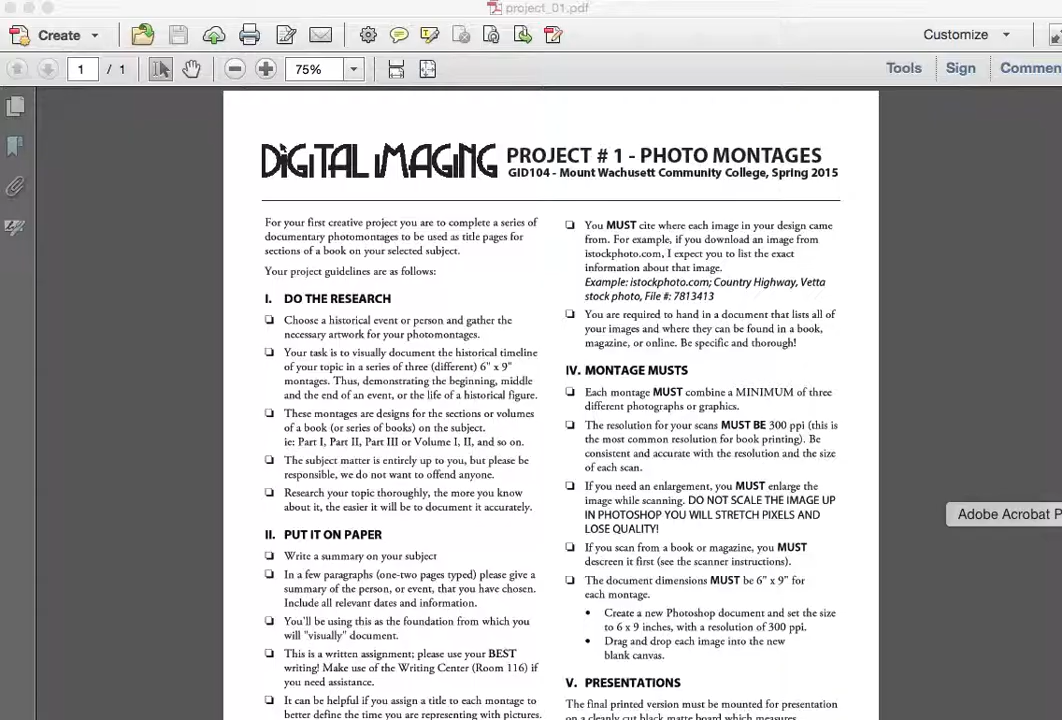 project_01.pdf
Create
Customize
1 / 1
75%
Tools
Sign
Commen
DiGiTAL iMAGiNG PROJECT # 1 - PHOTO MONTAGES
GID104 - Mount Wachusett Community College, Spring 2015
For your first creative project you are to complete a series of
documentary photomontages to be used as title pages for
sections of a book on your selected subject.
Your project guidelines are as follows:
I. DO THE RESEARCH
Choose a historical event or person and gather the
necessary artwork for your photomontages.
Your task is to visually document the historical timeline
of your topic in a series of three (different) 6" x 9"
montages. Thus, demonstrating the beginning, middle
and the end of an event, or the life of a historical figure.
These montages are designs for the sections or volumes
of a book (or series of books) on the subject.
ie: Part I, Part II, Part III or Volume I, II, and so on.
The subject matter is entirely up to you, but please be
responsible, we do not want to offend anyone.
Research your topic thoroughly, the more you know
about it, the easier it will be to document it accurately.
II. PUT IT ON PAPER
Write a summary on your subject
In a few paragraphs (one-two pages typed) please give a
summary of the person, or event, that you have chosen.
Include all relevant dates and information.
You'll be using this as the foundation from which you
will "visually" document.
This is a written assignment; please use your BEST
writing! Make use of the Writing Center (Room 116) if
you need assistance.
It can be helpful if you assign a title to each montage to
better define the time you are representing with pictures.
You MUST cite where each image in your design came
from. For example, if you download an image from
istockphoto.com, I expect you to list the exact
information about that image.
Example: istockphoto.com; Country Highway, Vetta
stock photo, File #: 7813413
You are required to hand in a document that lists all of
your images and where they can be found in a book,
magazine, or online. Be specific and thorough!
IV. MONTAGE MUSTS
Each montage MUST combine a MINIMUM of three
different photographs or graphics.
The resolution for your scans MUST BE 300 ppi (this is
the most common resolution for book printing). Be
consistent and accurate with the resolution and the size
of each scan.
If you need an enlargement, you MUST enlarge the
image while scanning. DO NOT SCALE THE IMAGE UP
IN PHOTOSHOP YOU WILL STRETCH PIXELS AND
LOSE QUALITY!
If you scan from a book or magazine, you MUST
descreen it first (see the scanner instructions).
The document dimensions MUST be 6" x 9" for
each montage.
• Create a new Photoshop document and set the size
to 6 x 9 inches, with a resolution of 300 ppi.
• Drag and drop each image into the new
blank canvas.
V. PRESENTATIONS
The final printed version must be mounted for presentation
on a cleanly cut black matte board which measures
Adobe Acrobat P